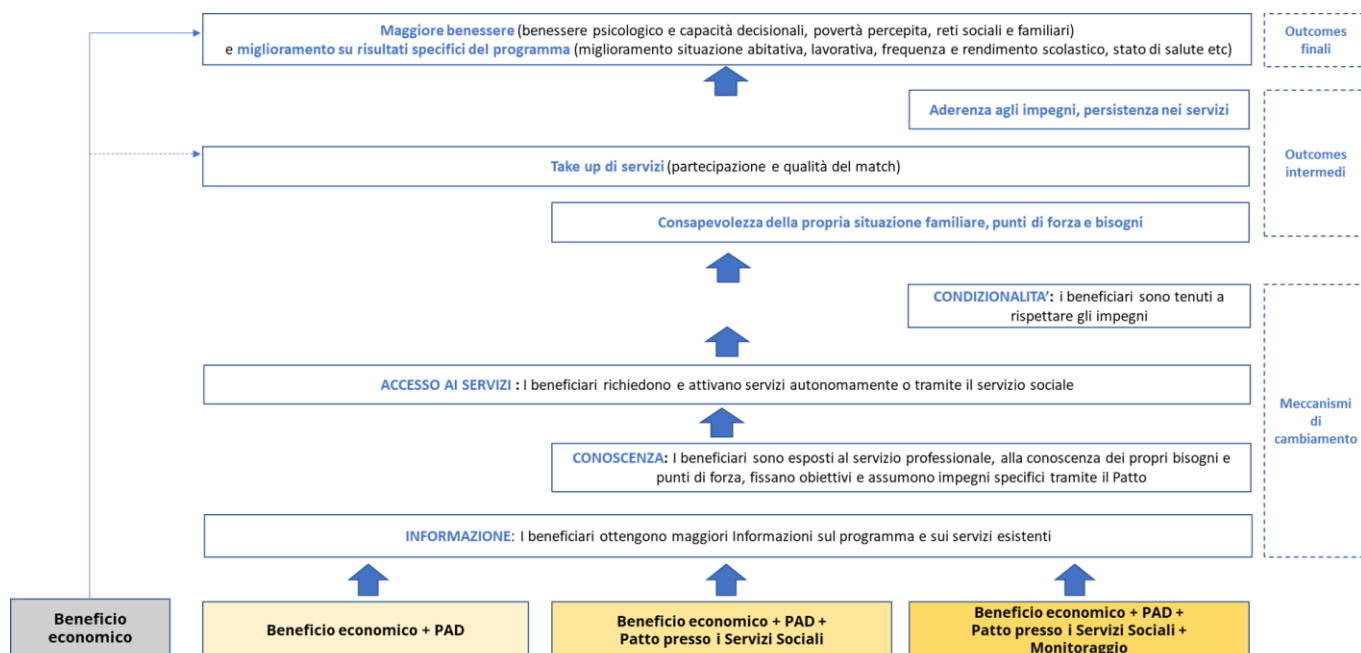 Maggiore benessere (benessere psicologico e capacità decisionali, povertà percepita, reti sociali e familiari)
e miglioramento su risultati specifici del programma (miglioramento situazione abitativa, lavorativa, frequenza e rendimento scolastico, stato di salute etc)
Outcomes
finali
Aderenza agli impegni, persistenza nei servizi
Take up di servizi (partecipazione e qualità del match)
Outcomes
intermedi
Consapevolezza della propria situazione familiare, punti di forza e bisogni
CONDIZIONALITA’: i beneficiari sono tenuti a
rispettare gli impegni
ACCESSO AI SERVIZI : I beneficiari richiedono e attivano servizi autonomamente o tramite il servizio sociale
Meccanismi
di
cambiamento
CONOSCENZA: I beneficiari sono esposti al servizio professionale, alla conoscenza dei propri bisogni e
punti di forza, fissano obiettivi e assumono impegni specifici tramite il Patto
INFORMAZIONE: I beneficiari ottengono maggiori Informazioni sul programma e sui servizi esistenti
Beneficio
economico
Beneficio economico + PAD
Beneficio economico + PAD +
Patto presso i Servizi Sociali
Beneficio economico + PAD +
Patto presso i Servizi Sociali +
Monitoraggio